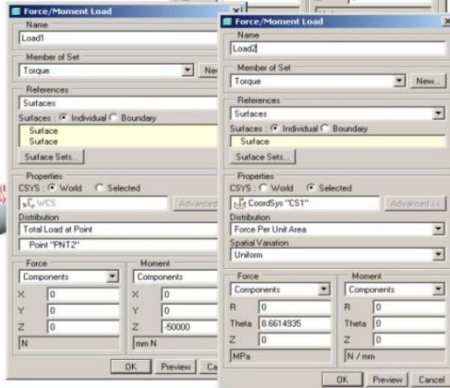 Force/Moment Load
Name
Load1
Member of Set
Torque
References
Surfaces
Surfaces : Individual Boundary
Surface
Surface
Surface Sets...
Properties
CSYS : World Selected
WCS
Advanced
Distribution
Total Load at Point
Point "PNT2"
Force
Moment
Components
Components
X 0
X 0
Y 0
Y 0
Z 0
Z -50000
N
mm N
OK Preview
Force/Moment Load
Name
Load2
Member of Set
Torque
New...
References
Surfaces
Surfaces : Individual Boundary
Surface
Surface Sets...
Properties
CSYS : World Selected
CoordSys "CS1"
Advanced <<
Distribution
Force Per Unit Area
Spatial Variation
Uniform
Force
Moment
Components
Components
R 0
R 0
Theta 8.6614935
Theta 0
Z 0
Z 0
MPa
N / mm
OK Preview Cancel